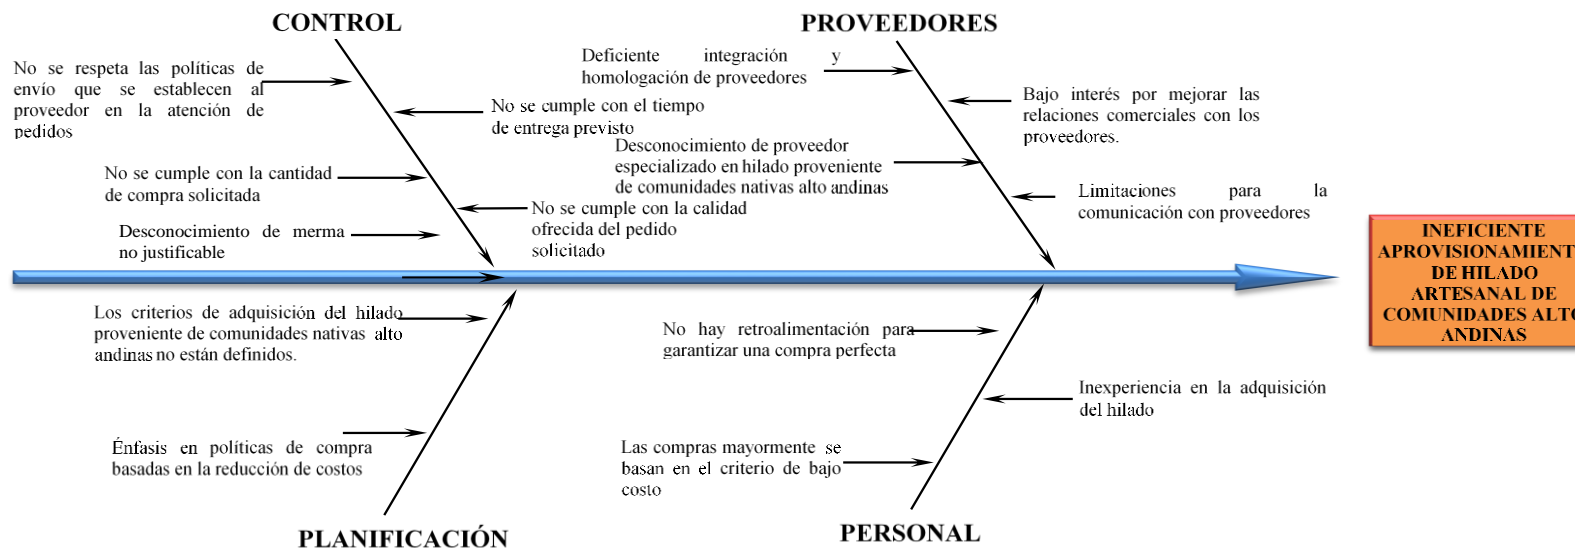 CONTROL
No se respeta las políticas de
envío que se establecen al
proveedor en la atención de
pedidos
No se cumple con el tiempo
de entrega previsto
No se cumple con la cantidad
de compra solicitada
No se cumple con la calidad
ofrecida del pedido
solicitado
Desconocimiento de merma
no justificable
PROVEEDORES
Deficiente integración y
homologación de proveedores
Bajo interés por mejorar las
relaciones comerciales con los
proveedores.
Desconocimiento de proveedor
especializado en hilado proveniente
de comunidades nativas alto andinas
Limitaciones para la
comunicación con proveedores
INEFICIENTE
APROVISIONAMIENT
DE HILADO
ARTESANAL DE
COMUNIDADES ALTO
ANDINAS
Los criterios de adquisición del hilado
proveniente de comunidades nativas alto
andinas no están definidos.
Énfasis en políticas de compra
basadas en la reducción de costos
PLANIFICACIÓN
No hay retroalimentación para
garantizar una compra perfecta
Inexperiencia en la adquisición
del hilado
Las compras mayormente se
basan en el criterio de bajo
costo
PERSONAL